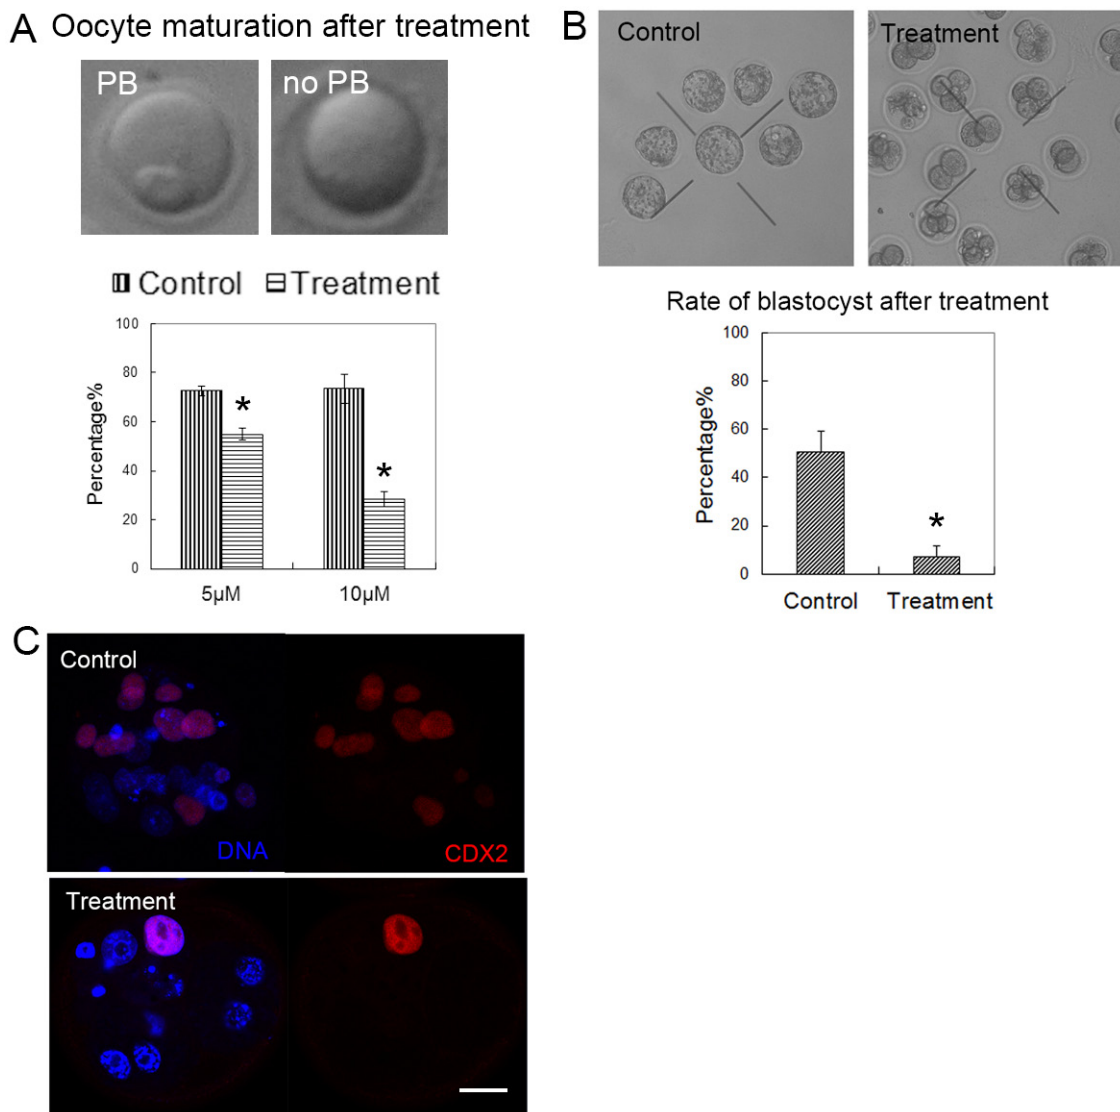 A Oocyte maturation after treatment
PB
no PB
Control Treatment
100
80
60
40
20
0
Percentage%
*
*
5µM 10µM
B
Control
Treatment
Rate of blastocyst after treatment
100
80
60
40
20
0
Percentage%
*
Control Treatment
C
Control
DNA
CDX2
Treatment